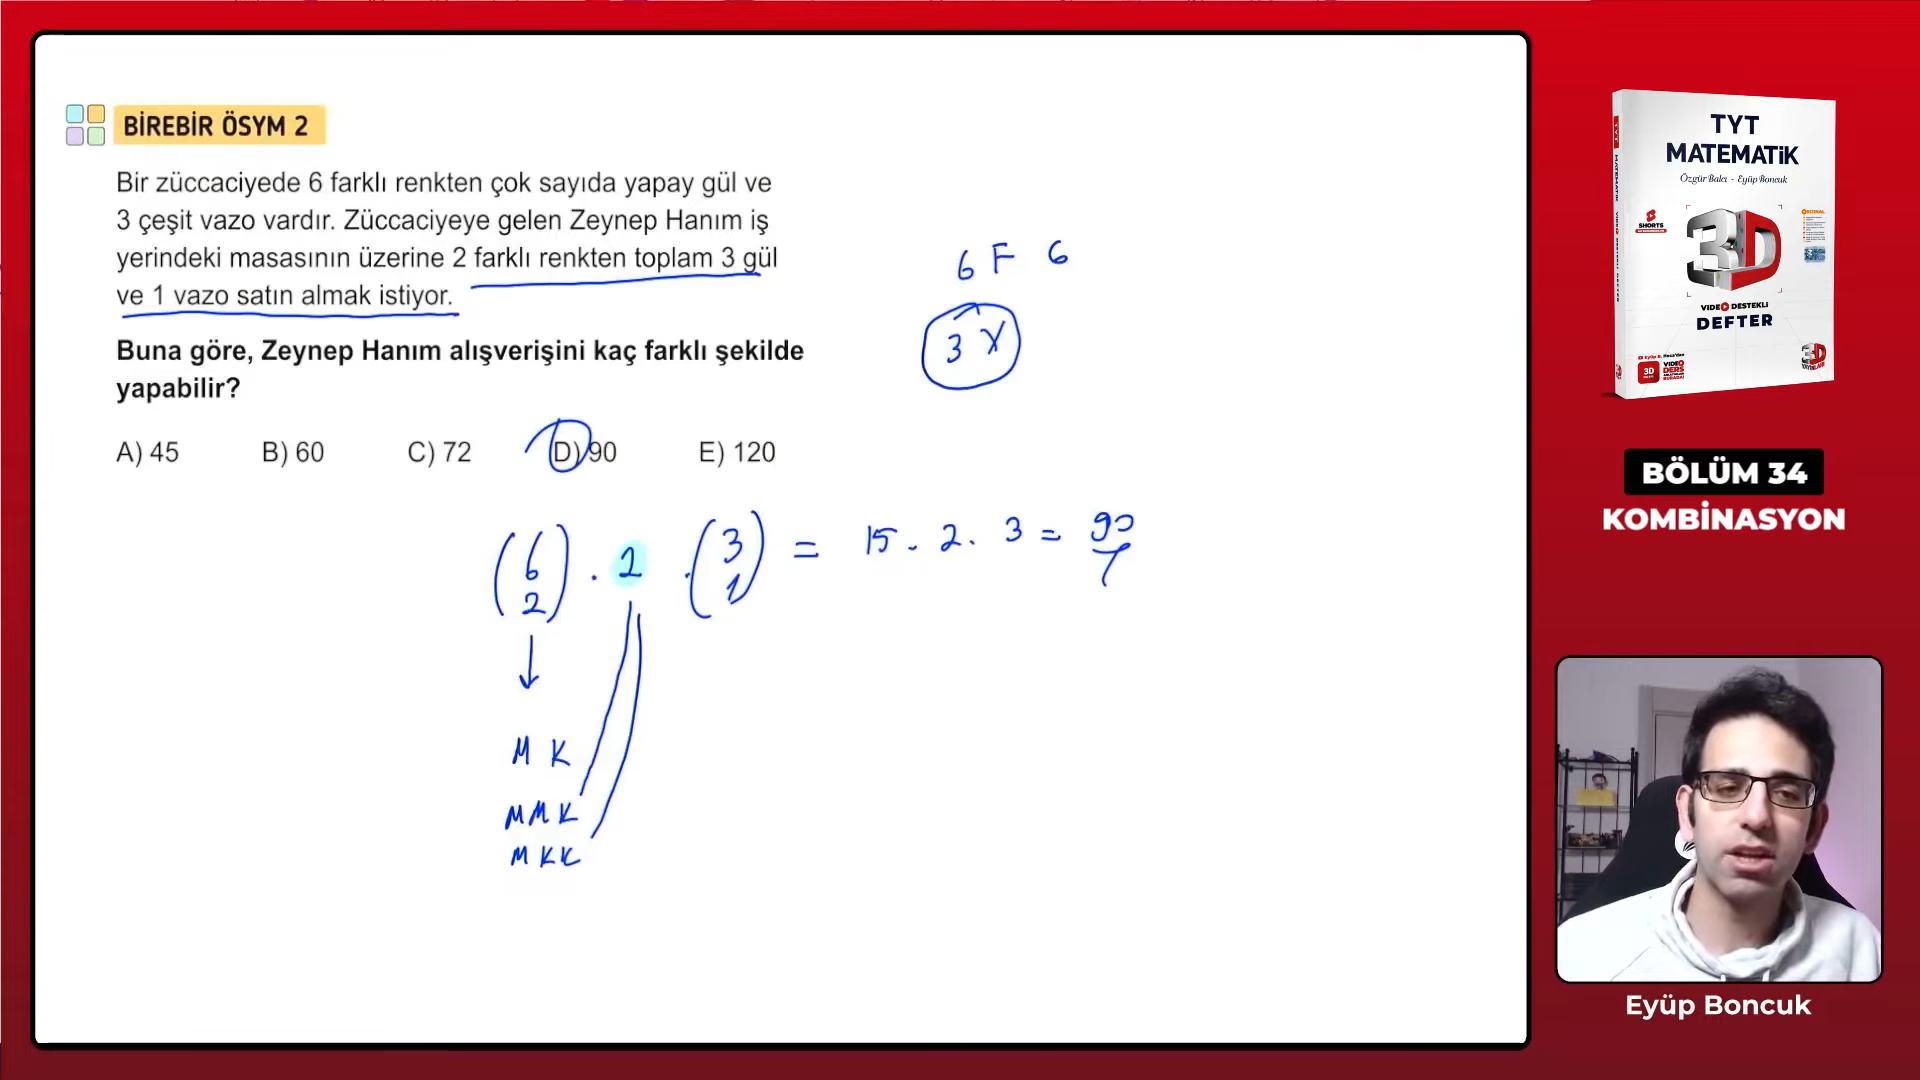 BİREBİR ÖSYM 2
Bir züccaciyede 6 farklı renkten çok sayıda yapay gül ve
3 çeşit vazo vardır. Züccaciyeye gelen Zeynep Hanım iş
yerindeki masasının üzerine 2 farklı renkten toplam 3 gül
ve 1 vazo satın almak istiyor.
Buna göre, Zeynep Hanım alışverişini kaç farklı şekilde
yapabilir?
A) 45 B) 60 C) 72 D) 90 E) 120
6 F 6
3
(6 2) . 2 . (3 1) = 15 . 2 . 3 = 90
M K
M M K
M K K
TYT
MATEMATİK
Özgür Balcı - Eyüp Boncuk
SHORTS
3D
VIDEO DESTEKLİ
DEFTER
BÖLÜM 34
KOMBİNASYON
Eyüp Boncuk